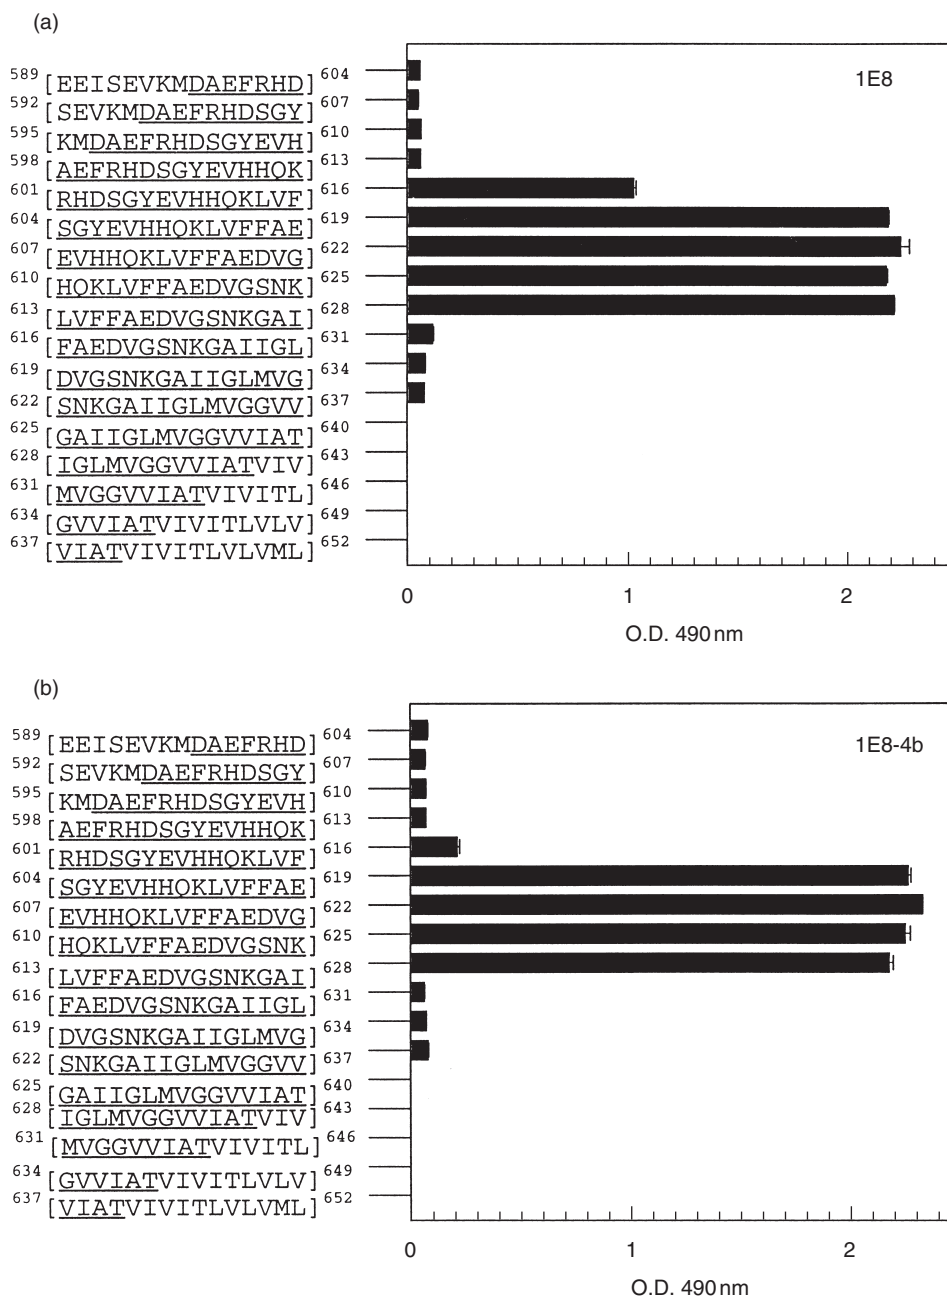 (a)
1E8
589 [EEISEVKMDAEFRHD] 604
592 [SEVKMDAEFRHDSGY] 607
595 [KMDAEFRHDSGYEVH] 610
598 [AEFRHDSGYEVHHQK] 613
601 [RHDSGYEVHHQKLVF] 616
604 [SGYEVHHQKLVFFAE] 619
607 [EVHHQKLVFFAEDVG] 622
610 [HQKLVFFAEDVGSNK] 625
613 [LVFFAEDVGSNKGAI] 628
616 [FAEDVGSNKGAIIGL] 631
619 [DVGSNKGAIIGLMVG] 634
622 [SNKGAIIGLMVGGVV] 637
625 [GAIIGLMVGGVVIAT] 640
628 [IGLMVGGVVIATVIV] 643
631 [MVGGVVIATVIVITL] 646
634 [GVVIATVIVITLVLV] 649
637 [VIATVIVITLVLVML] 652
0 1 2
O.D. 490 nm
(b)
1E8-4b
589 [EEISEVKMDAEFRHD] 604
592 [SEVKMDAEFRHDSGY] 607
595 [KMDAEFRHDSGYEVH] 610
598 [AEFRHDSGYEVHHQK] 613
601 [RHDSGYEVHHQKLVF] 616
604 [SGYEVHHQKLVFFAE] 619
607 [EVHHQKLVFFAEDVG] 622
610 [HQKLVFFAEDVGSNK] 625
613 [LVFFAEDVGSNKGAI] 628
616 [FAEDVGSNKGAIIGL] 631
619 [DVGSNKGAIIGLMVG] 634
622 [SNKGAIIGLMVGGVV] 637
625 [GAIIGLMVGGVVIAT] 640
628 [IGLMVGGVVIATVIV] 643
631 [MVGGVVIATVIVITL] 646
634 [GVVIATVIVITLVLV] 649
637 [VIATVIVITLVLVML] 652
0 1 2
O.D. 490 nm